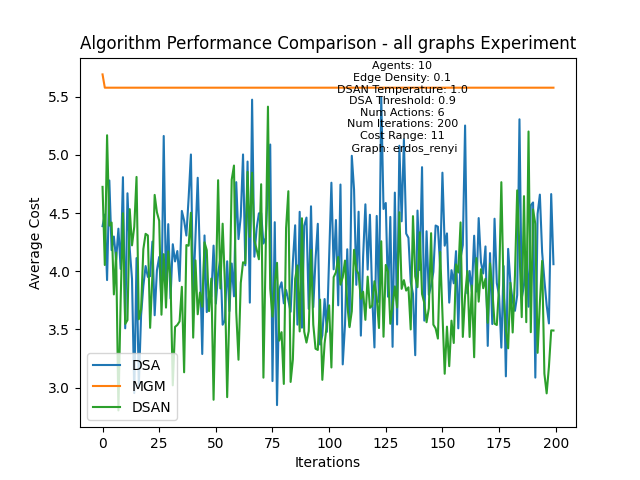 Algorithm Performance Comparison - all graphs Experiment
Agents: 10
Edge Density: 0.1
DSAN Temperature: 1.0
DSA Threshold: 0.9
Num Actions: 6
Num Iterations: 200
Cost Range: 11
Graph: erdos_renyi
Average Cost
5.5
5.0
4.5
4.0
3.5
3.0
DSA
MGM
DSAN
0
25
50
75
100
125
150
175
200
Iterations